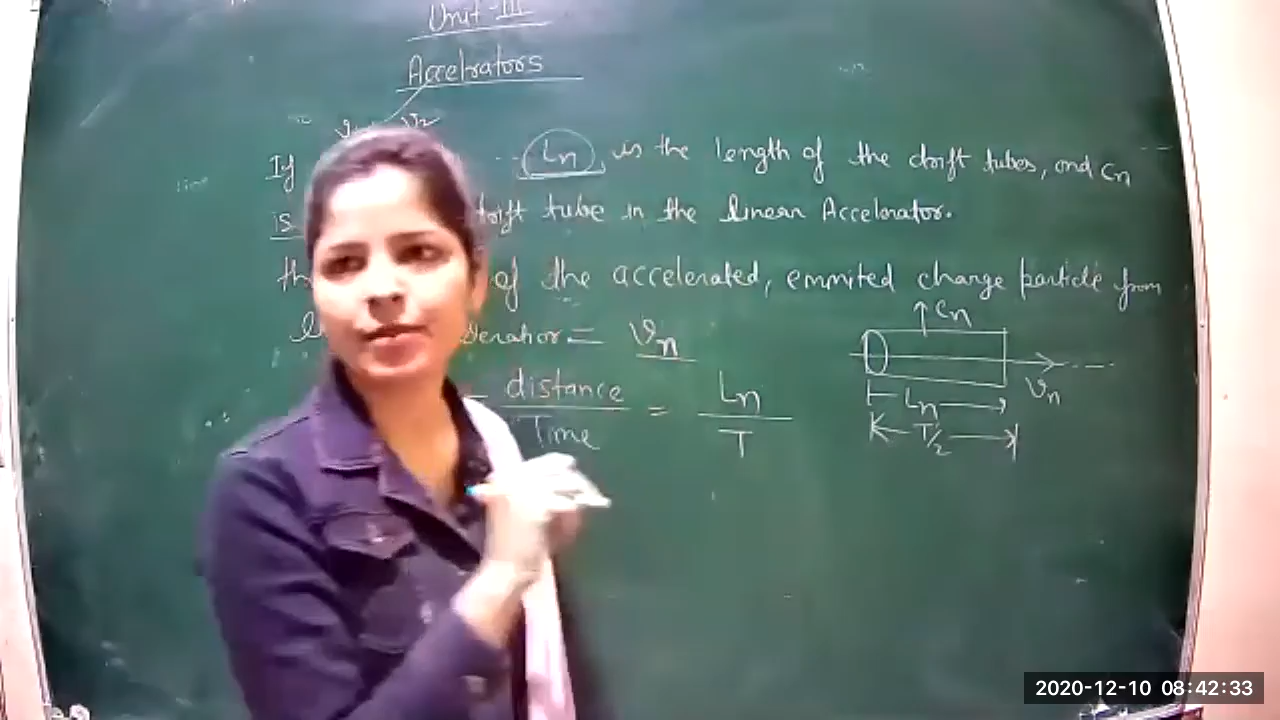 Unit-III
Accelrators
If Ln, is the length of the drift tubes, and Cn
is drift tube in the linear Accelerator.
of the accelerated, emmited charge particle from
= vn
Cn
distance / Time = Ln / T
vn
Ln
T/2
2020-12-10 08:42:33